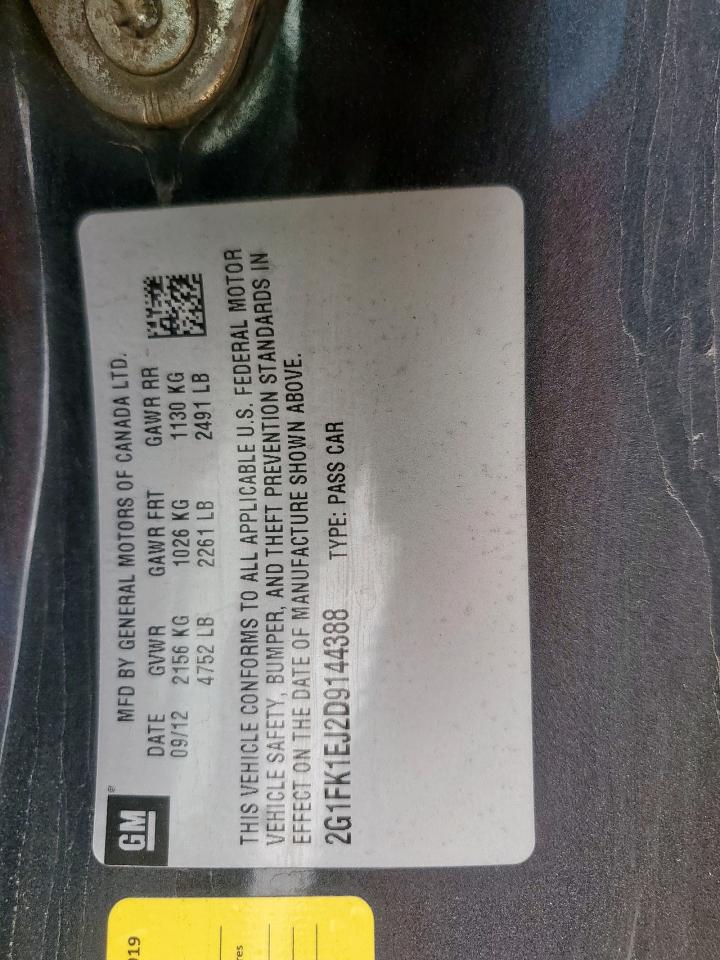 GM®
MFD BY GENERAL MOTORS OF CANADA LTD.
DATE GVWR GAWR FRT GAWR RR
09/12 2156 KG 1026 KG 1130 KG
4752 LB 2261 LB 2491 LB
THIS VEHICLE CONFORMS TO ALL APPLICABLE U.S. FEDERAL MOTOR
VEHICLE SAFETY, BUMPER, AND THEFT PREVENTION STANDARDS IN
EFFECT ON THE DATE OF MANUFACTURE SHOWN ABOVE.
2G1FK1EJ2D9144388 TYPE: PASS CAR